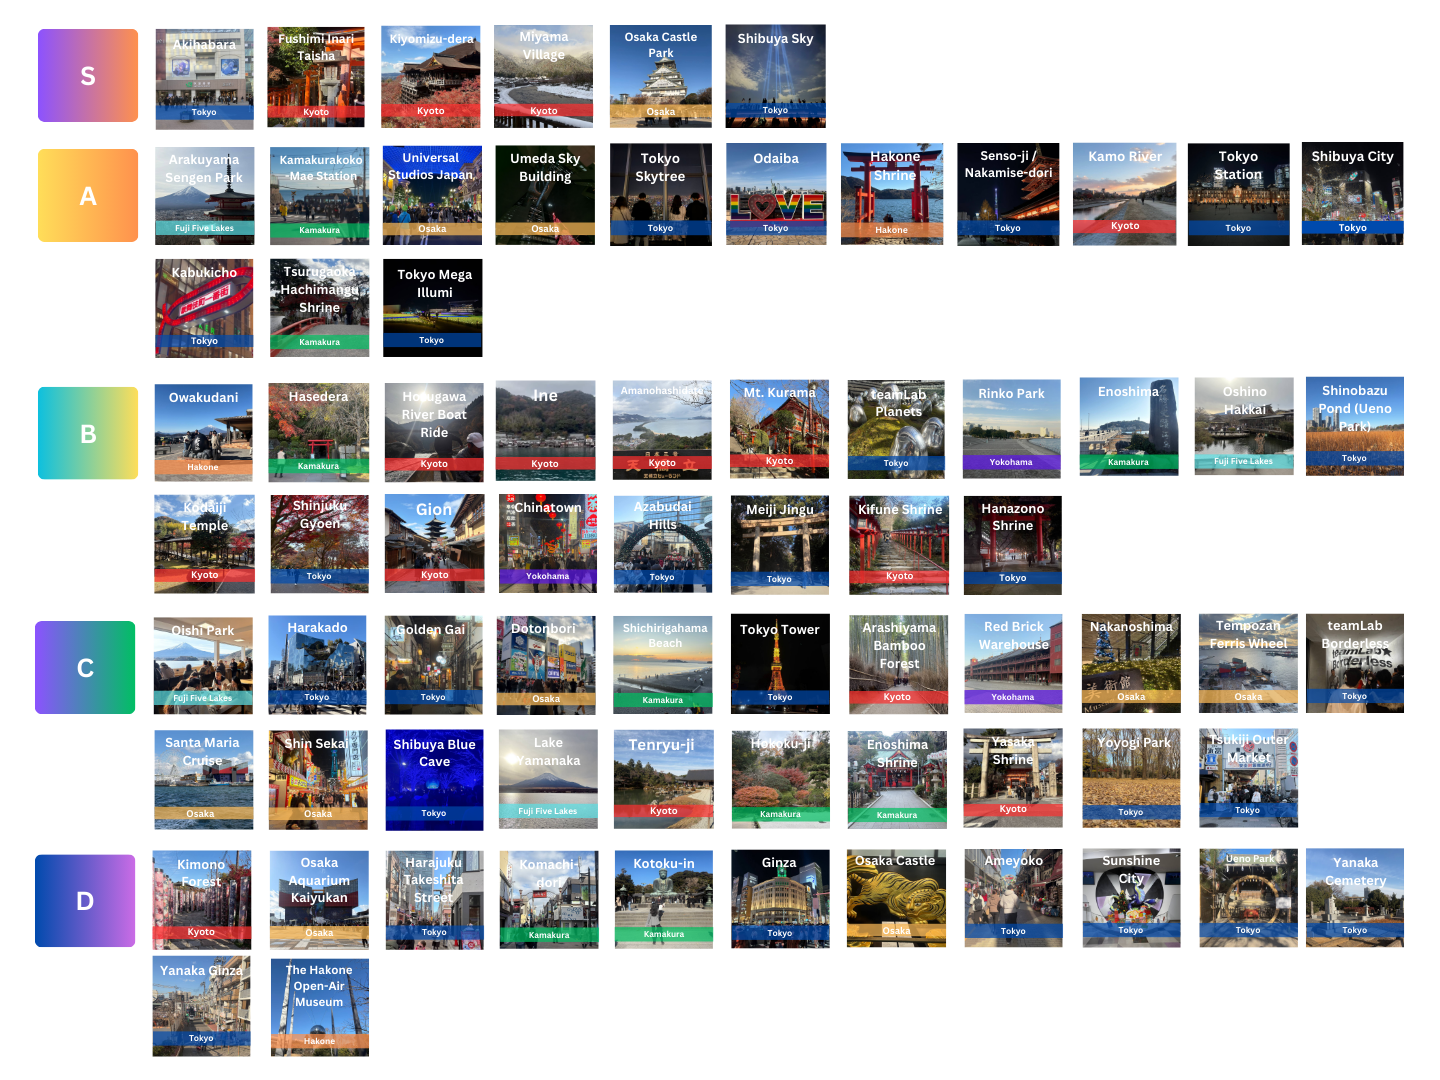 S
Akihabara
Tokyo
Fushimi Inari
Taisha
Kyoto
Kiyomizu-dera
Kyoto
Miyama
Village
Kyoto
Osaka Castle
Park
Osaka
Shibuya Sky
Tokyo
A
Arakuyama
Sengen Park
Fuji Five Lakes
Kamakurakoko
-Mae Station
Kamakura
Universal
Studios Japan
Osaka
Umeda Sky
Building
Osaka
Tokyo
Skytree
Tokyo
Odaiba
LOVE
Tokyo
Hakone
Shrine
Hakone
Senso-ji /
Nakamise-dori
Tokyo
Kamo River
Kyoto
Tokyo
Station
Tokyo
Shibuya City
Tokyo
Kabukicho
歌舞伎町一番街
Tokyo
Tsurugaoka
Hachimangu
Shrine
Kamakura
Tokyo Mega
Illumi
Tokyo
B
Owakudani
Hakone
Hasedera
Kamakura
Hozugawa
River Boat
Ride
Kyoto
Ine
Kyoto
Amanohashidate
Kyoto
Mt. Kurama
Kyoto
teamLab
Planets
Tokyo
Rinko Park
Yokohama
Enoshima
Kamakura
Oshino
Hakkai
Fuji Five Lakes
Shinobazu
Pond (Ueno
Park)
Tokyo
Kodaiji
Temple
Kyoto
Shinjuku
Gyoen
Tokyo
Gion
Kyoto
Chinatown
Yokohama
Azabudai
Hills
Tokyo
Meiji Jingu
Tokyo
Kifune Shrine
Kyoto
Hanazono
Shrine
Tokyo
C
Oishi Park
Fuji Five Lakes
Harakado
Tokyo
Golden Gai
Tokyo
Dotonbori
Osaka
Shichirigahama
Beach
Kamakura
Tokyo Tower
Tokyo
Arashiyama
Bamboo
Forest
Kyoto
Red Brick
Warehouse
Yokohama
Nakanoshima
Osaka
Tempozan
Ferris Wheel
Osaka
teamLab
Borderless
teamLab
Borderless
Tokyo
Santa Maria
Cruise
Osaka
Shin Sekai
Osaka
Shibuya Blue
Cave
Tokyo
Lake
Yamanaka
Fuji Five Lakes
Tenryu-ji
Kyoto
Hokoku-ji
Kamakura
Enoshima
Shrine
Kamakura
Yasaka
Shrine
Kyoto
Yoyogi Park
Tokyo
Tsukiji Outer
Market
Tokyo
D
Kimono
Forest
Kyoto
Osaka
Aquarium
Kaiyukan
Osaka
Harajuku
Takeshita
Street
Tokyo
Komachi-
dori
Kamakura
Kotoku-in
Kamakura
Ginza
Tokyo
Osaka Castle
Osaka
Ameyoko
Tokyo
Sunshine
City
Tokyo
Ueno Park
Tokyo
Yanaka
Cemetery
Tokyo
Yanaka Ginza
Tokyo
The Hakone
Open-Air
Museum
Hakone